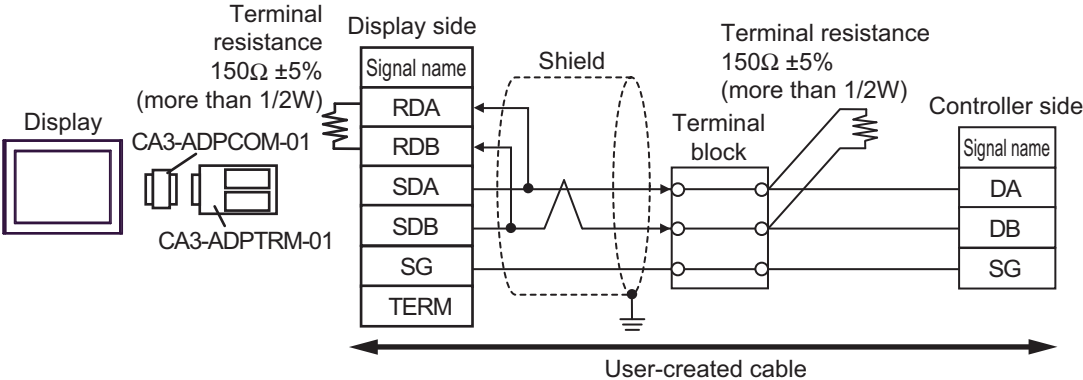 Terminal
resistance
150Ω ±5%
(more than 1/2W)
Display side
Signal name
RDA
RDB
SDA
SDB
SG
TERM
Display
CA3-ADPCOM-01
CA3-ADPTRM-01
Shield
Terminal resistance
150Ω ±5%
(more than 1/2W)
Terminal
block
Controller side
Signal name
DA
DB
SG
User-created cable